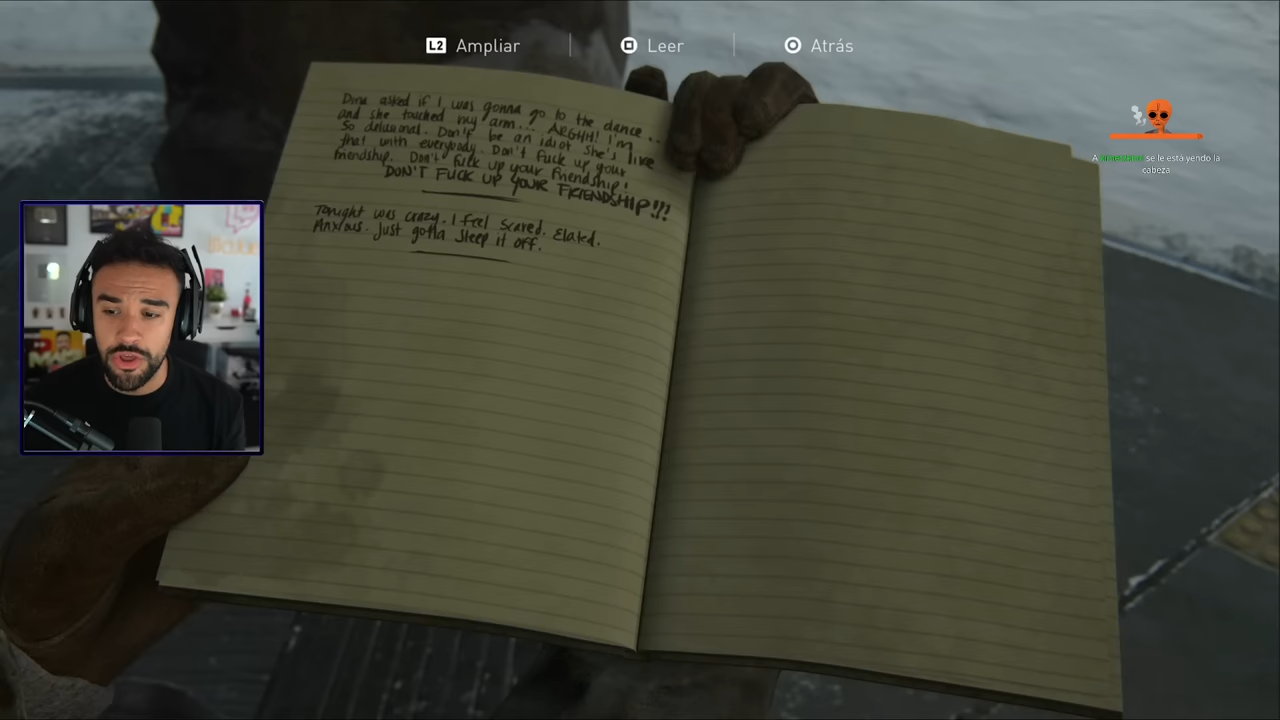 L2 Ampliar
Leer
Atrás
Dina asked if I was gonna go to the dance...
and she touched my arm... ARGHH! I'm
so delusional. Don't be an idiot. She's like
that with everybody. Don't fuck up your
friendship. Don't fuck up your friendship!
DON'T FUCK UP YOUR FRIENDSHIP!!!
Tonight was crazy. I feel scared. Elated.
Anxious. Just gotta sleep it off.
A se le está yendo la
cabeza